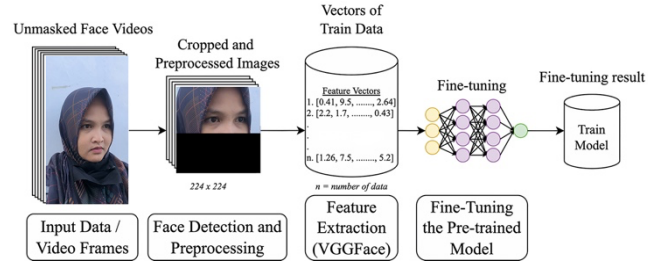 Unmasked Face Videos
Cropped and
Preprocessed Images
224 x 224
Vectors of
Train Data
Feature Vectors
1. [0.41, 9.5, ........, 2.64]
2. [2.2, 1.7, ........, 0.43]
.
.
.
n. [1.26, 7.5, ........, 5.2]
n = number of data
Fine-tuning
Fine-tuning result
Train
Model
Input Data /
Video Frames
Face Detection and
Preprocessing
Feature
Extraction
(VGGFace)
Fine-Tuning
the Pre-trained
Model